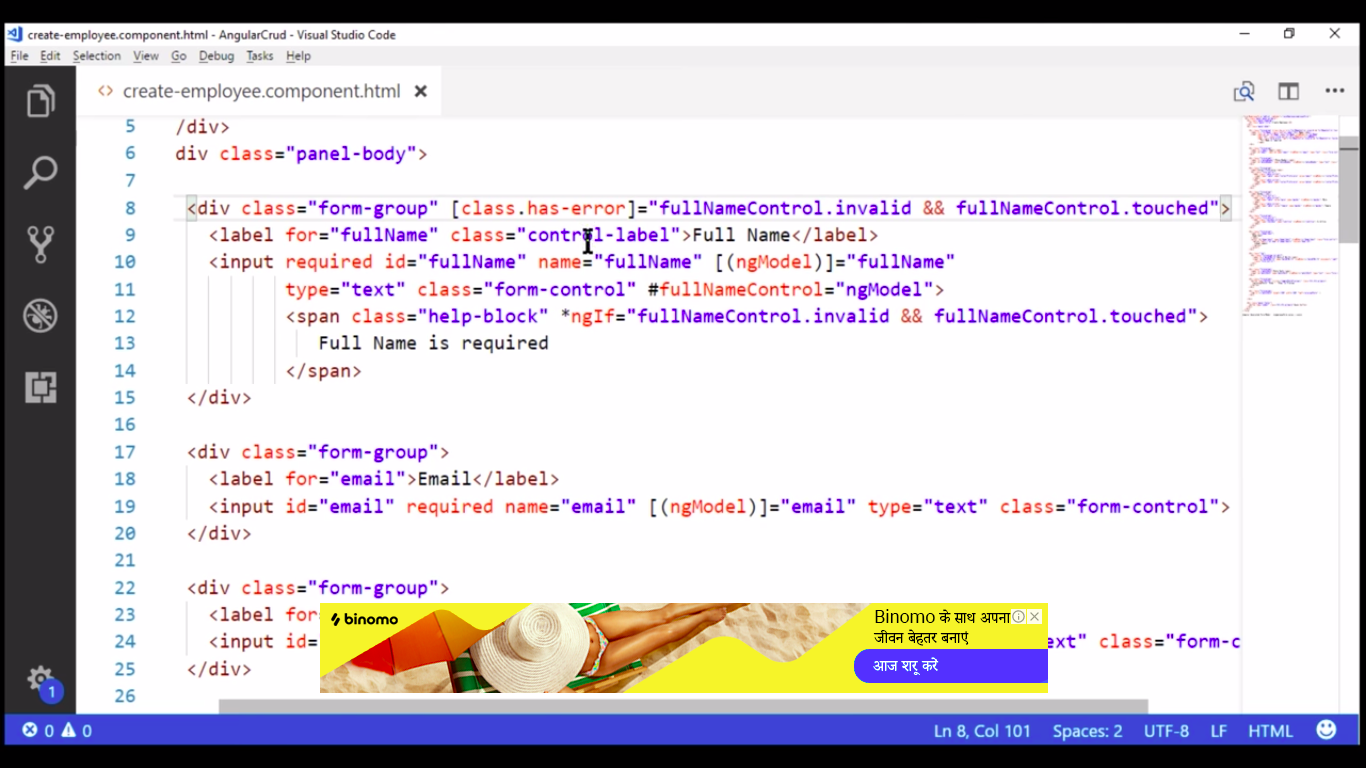 create-employee.component.html - AngularCrud - Visual Studio Code
File Edit Selection View Go Debug Tasks Help
<> create-employee.component.html
5 /div>
6 div class="panel-body">
7
8 <div class="form-group" [class.has-error]="fullNameControl.invalid && fullNameControl.touched">
9 <label for="fullName" class="control-label">Full Name</label>
10 <input required id="fullName" name="fullName" [(ngModel)]="fullName"
11 type="text" class="form-control" #fullNameControl="ngModel">
12 <span class="help-block" *ngIf="fullNameControl.invalid && fullNameControl.touched">
13 Full Name is required
14 </span>
15 </div>
16
17 <div class="form-group">
18 <label for="email">Email</label>
19 <input id="email" required name="email" [(ngModel)]="email" type="text" class="form-control">
20 </div>
21
22 <div class="form-group">
23 <label for
24 <input id= ext" class="form-c
25 </div>
26
binomo
Binomo के साथ अपना
जीवन बेहतर बनाएं
आज शरू करे
1
0 0 Ln 8, Col 101 Spaces: 2 UTF-8 LF HTML